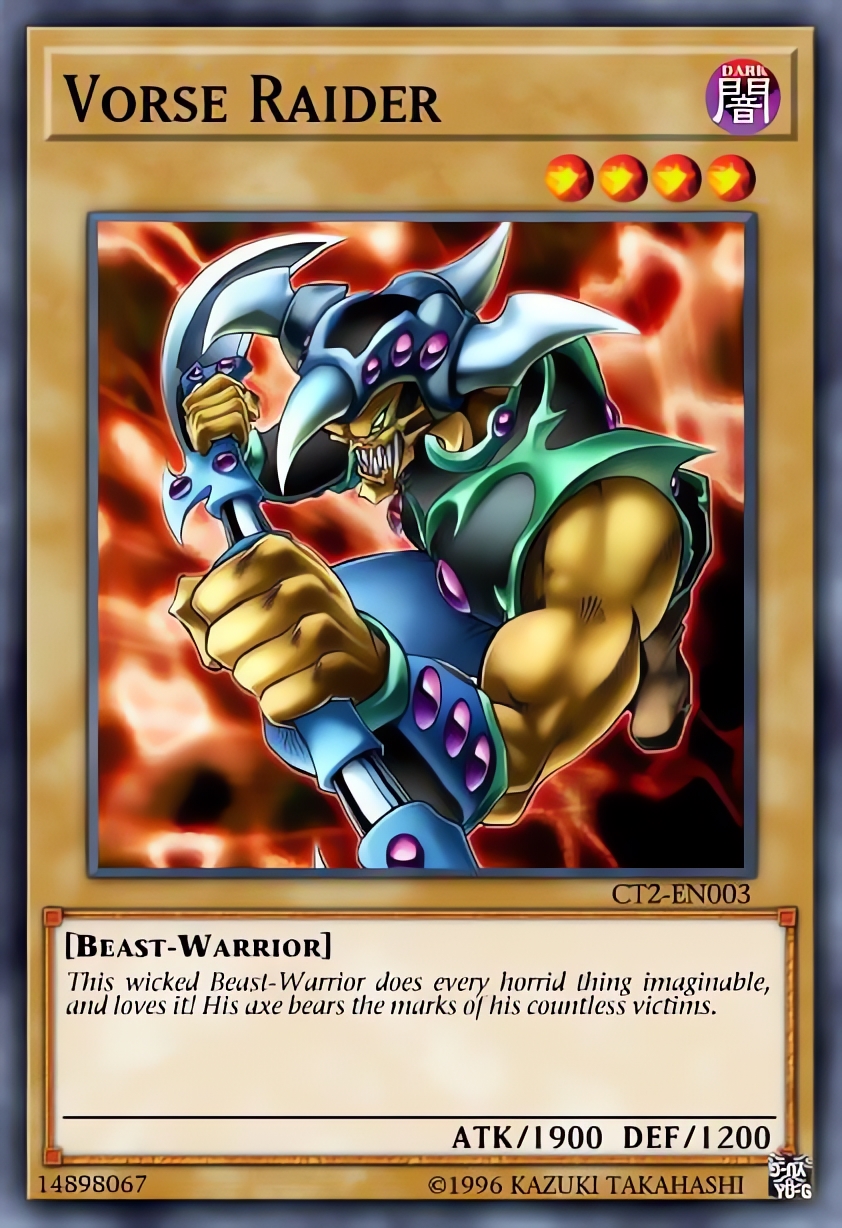 VORSE RAIDER
DARK
闇
CT2-EN003
[BEAST-WARRIOR]
This wicked Beast-Warrior does every horrid thing imaginable,
and loves it! His axe bears the marks of his countless victims.
ATK/1900 DEF/1200
14898067
©1996 KAZUKI TAKAHASHI